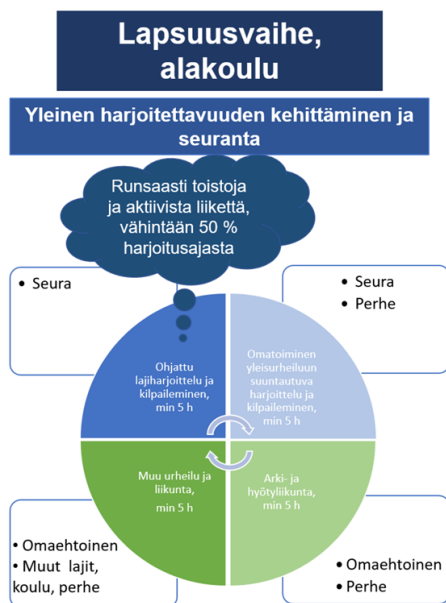 Lapsuusvaihe,
alakoulu
Yleinen harjoitettavuuden kehittäminen ja
seuranta
Runsaasti toistoja
ja aktiivista liikettä,
vähintään 50 %
harjoitusajasta
• Seura
• Seura
• Perhe
Ohjattu
lajiharjoittelu ja
kilpaileminen,
min 5 h
Omatoiminen
yleisurheiluun
suuntautuva
harjoittelu ja
kilpaileminen,
min 5 h
Muu urheilu ja
liikunta,
min 5 h
Arki- ja
hyötyliikunta,
min 5 h
• Omaehtoinen
• Muut lajit,
koulu, perhe
• Omaehtoinen
• Perhe